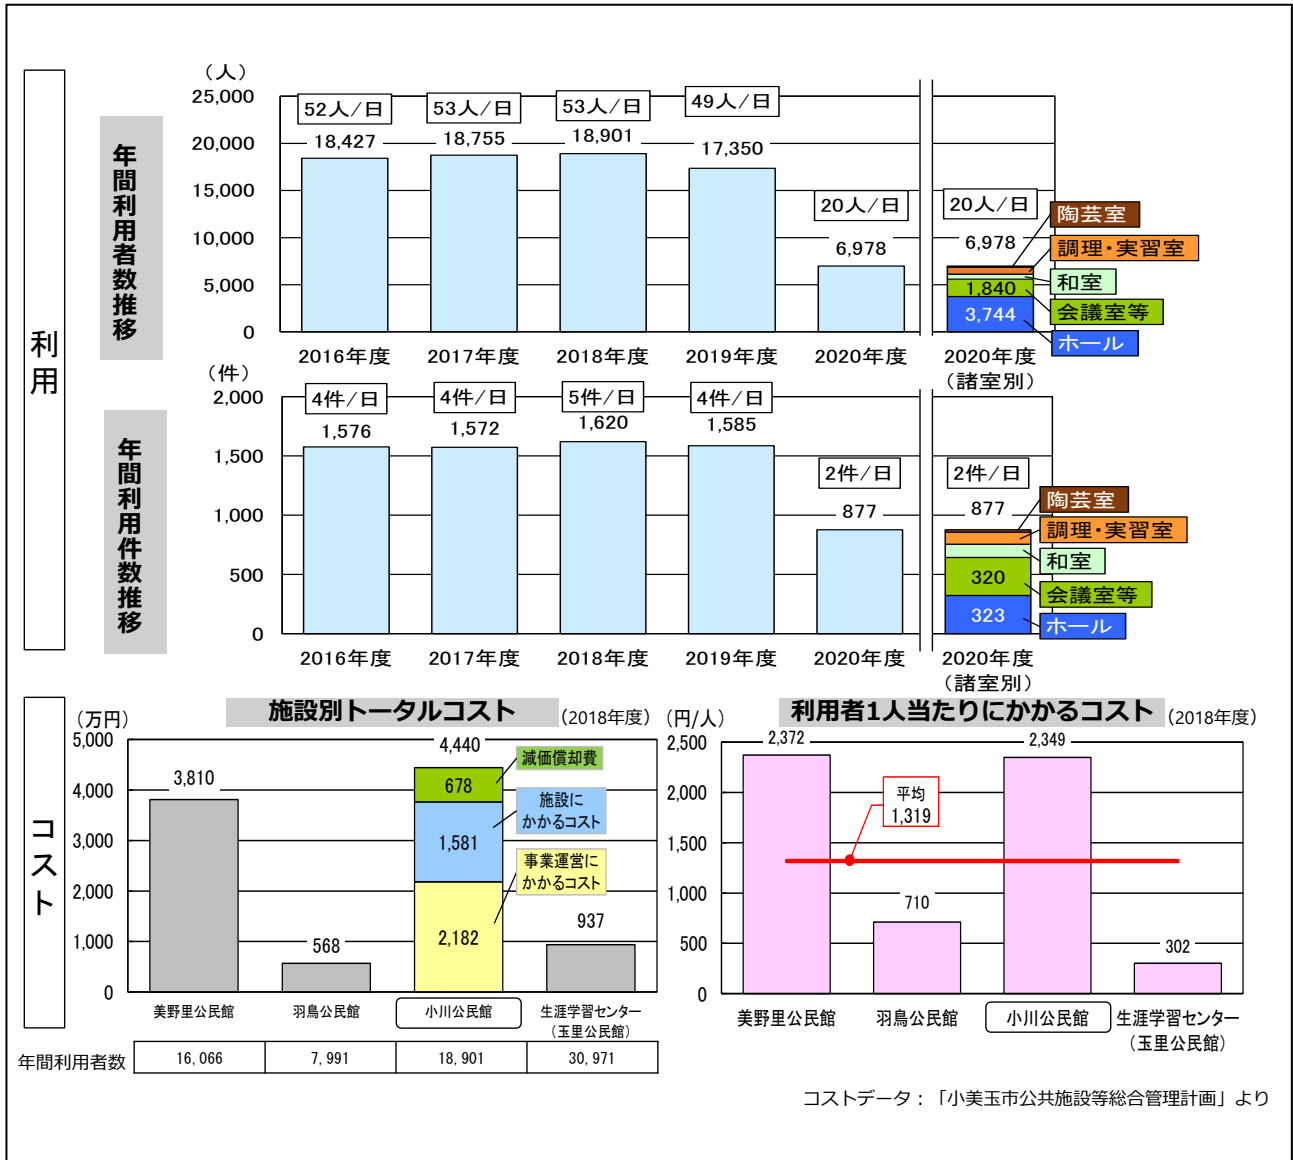 利用
年間利用者数推移
（人）
25,000
20,000
15,000
10,000
5,000
0
52人/日
53人/日
53人/日
49人/日
20人/日
20人/日
18,427
18,755
18,901
17,350
6,978
6,978
1,840
3,744
陶芸室
調理・実習室
和室
会議室等
ホール
2016年度
2017年度
2018年度
2019年度
2020年度
2020年度
（諸室別）
年間利用件数推移
（件）
2,000
1,500
1,000
500
0
4件/日
4件/日
5件/日
4件/日
2件/日
2件/日
1,576
1,572
1,620
1,585
877
877
320
323
陶芸室
調理・実習室
和室
会議室等
ホール
2016年度
2017年度
2018年度
2019年度
2020年度
2020年度
（諸室別）
コスト
施設別トータルコスト
（2018年度）
（万円）
5,000
4,000
3,000
2,000
1,000
0
3,810
568
4,440
678
1,581
2,182
937
減価償却費
施設に
かかるコスト
事業運営に
かかるコスト
美野里公民館
羽鳥公民館
小川公民館
生涯学習センター
（玉里公民館）
年間利用者数
16,066
7,991
18,901
30,971
利用者1人当たりにかかるコスト
（2018年度）
（円/人）
2,500
2,000
1,500
1,000
500
0
2,372
710
2,349
302
平均
1,319
美野里公民館
羽鳥公民館
小川公民館
生涯学習センター
（玉里公民館）
コストデータ：「小美玉市公共施設等総合管理計画」より